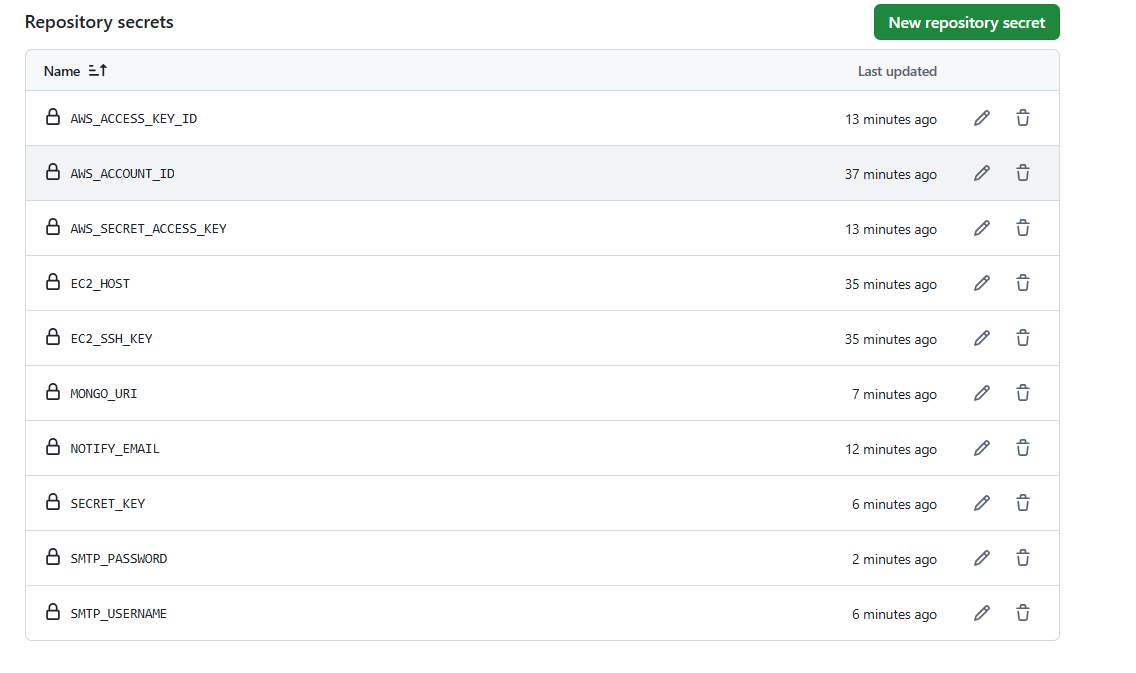 Repository secrets
New repository secret
Name
Last updated
AWS_ACCESS_KEY_ID 13 minutes ago
AWS_ACCOUNT_ID 37 minutes ago
AWS_SECRET_ACCESS_KEY 13 minutes ago
EC2_HOST 35 minutes ago
EC2_SSH_KEY 35 minutes ago
MONGO_URI 7 minutes ago
NOTIFY_EMAIL 12 minutes ago
SECRET_KEY 6 minutes ago
SMTP_PASSWORD 2 minutes ago
SMTP_USERNAME 6 minutes ago